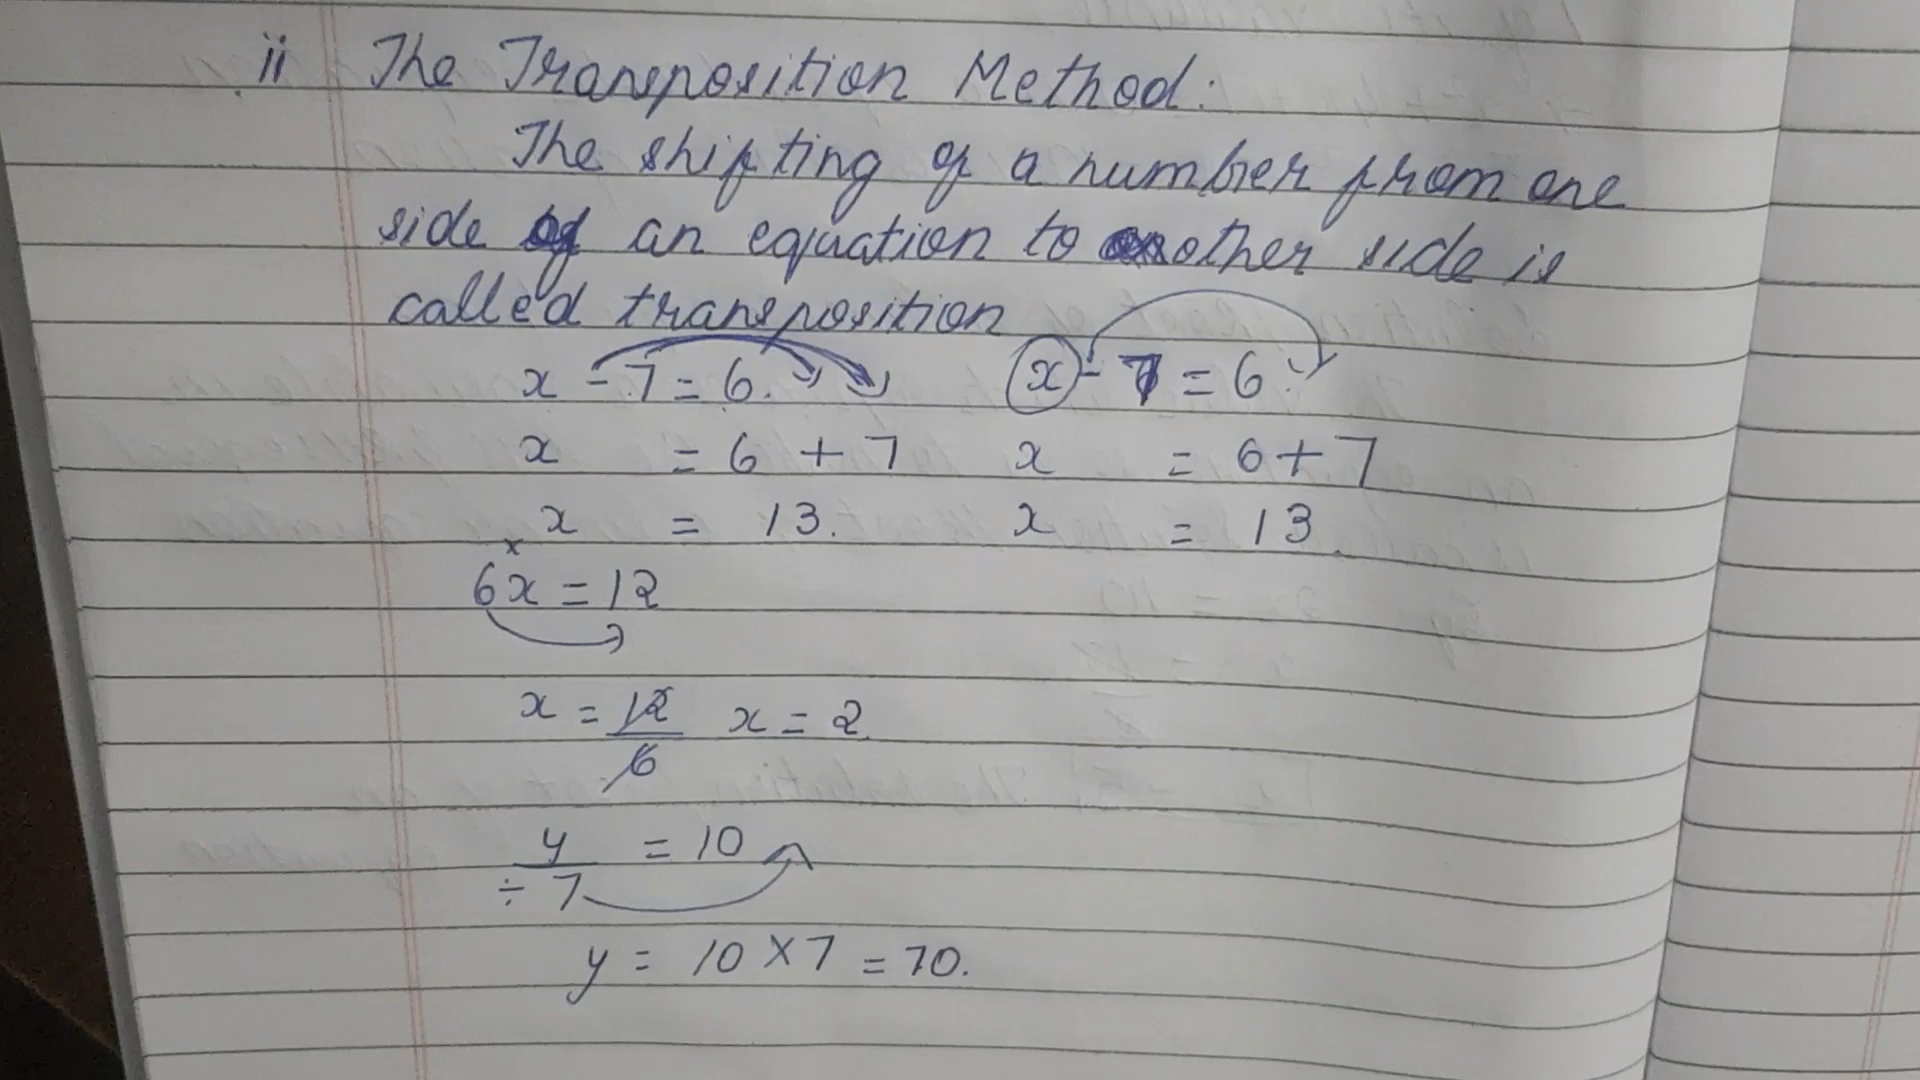 ii The Transposition Method:
The shifting of a number from one
side of an equation to other side is
called transposition
x - 7 = 6. x - 7 = 6
x = 6 + 7 x = 6 + 7
x = 13. x = 13
×
6x = 12
x = 12/6 x = 2
y/7 = 10
÷
y = 10 × 7 = 70.